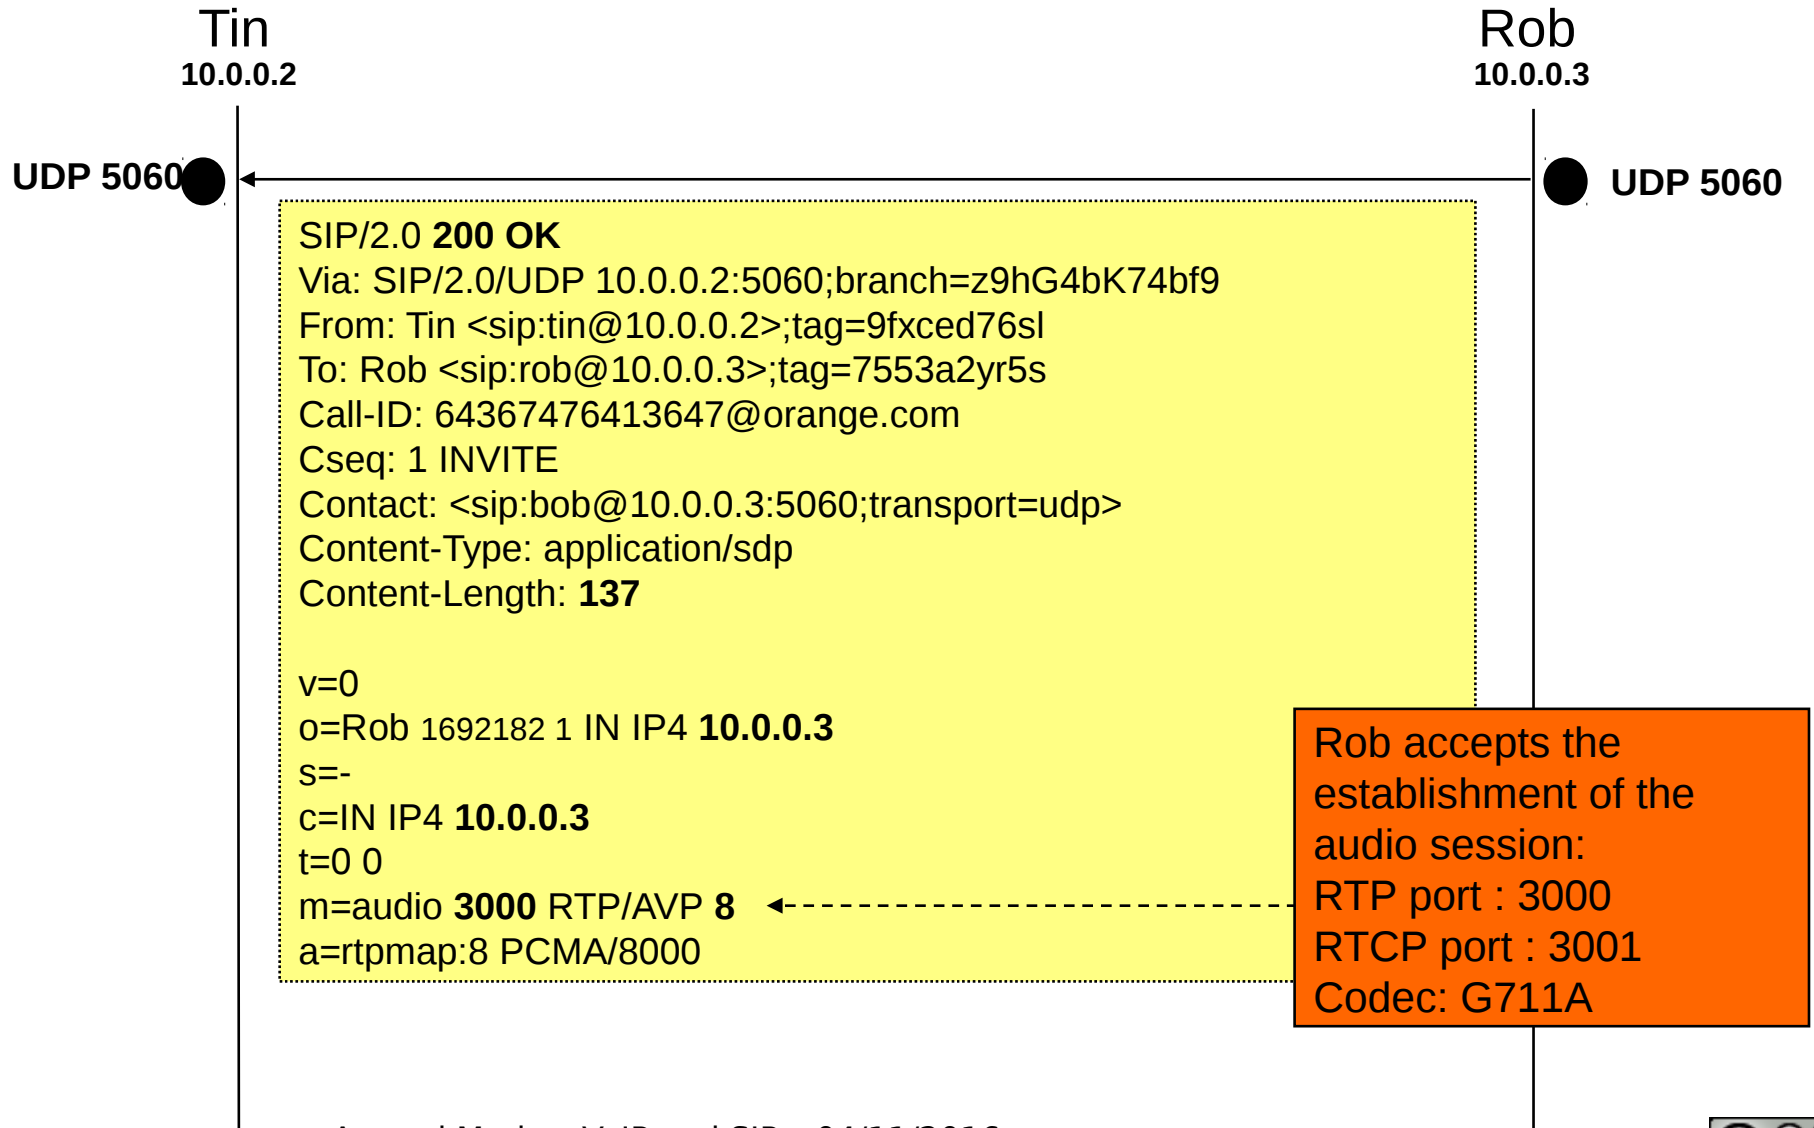 Tin
10.0.0.2
Rob
10.0.0.3
UDP 5060
UDP 5060
SIP/2.0 200 OK
Via: SIP/2.0/UDP 10.0.0.2:5060;branch=z9hG4bK74bf9
From: Tin <sip:tin@10.0.0.2>;tag=9fxced76sl
To: Rob <sip:rob@10.0.0.3>;tag=7553a2yr5s
Call-ID: 64367476413647@orange.com
Cseq: 1 INVITE
Contact: <sip:bob@10.0.0.3:5060;transport=udp>
Content-Type: application/sdp
Content-Length: 137
v=0
o=Rob 1692182 1 IN IP4 10.0.0.3
s=-
c=IN IP4 10.0.0.3
t=0 0
m=audio 3000 RTP/AVP 8
a=rtpmap:8 PCMA/8000
Rob accepts the
establishment of the
audio session:
RTP port : 3000
RTCP port : 3001
Codec: G711A